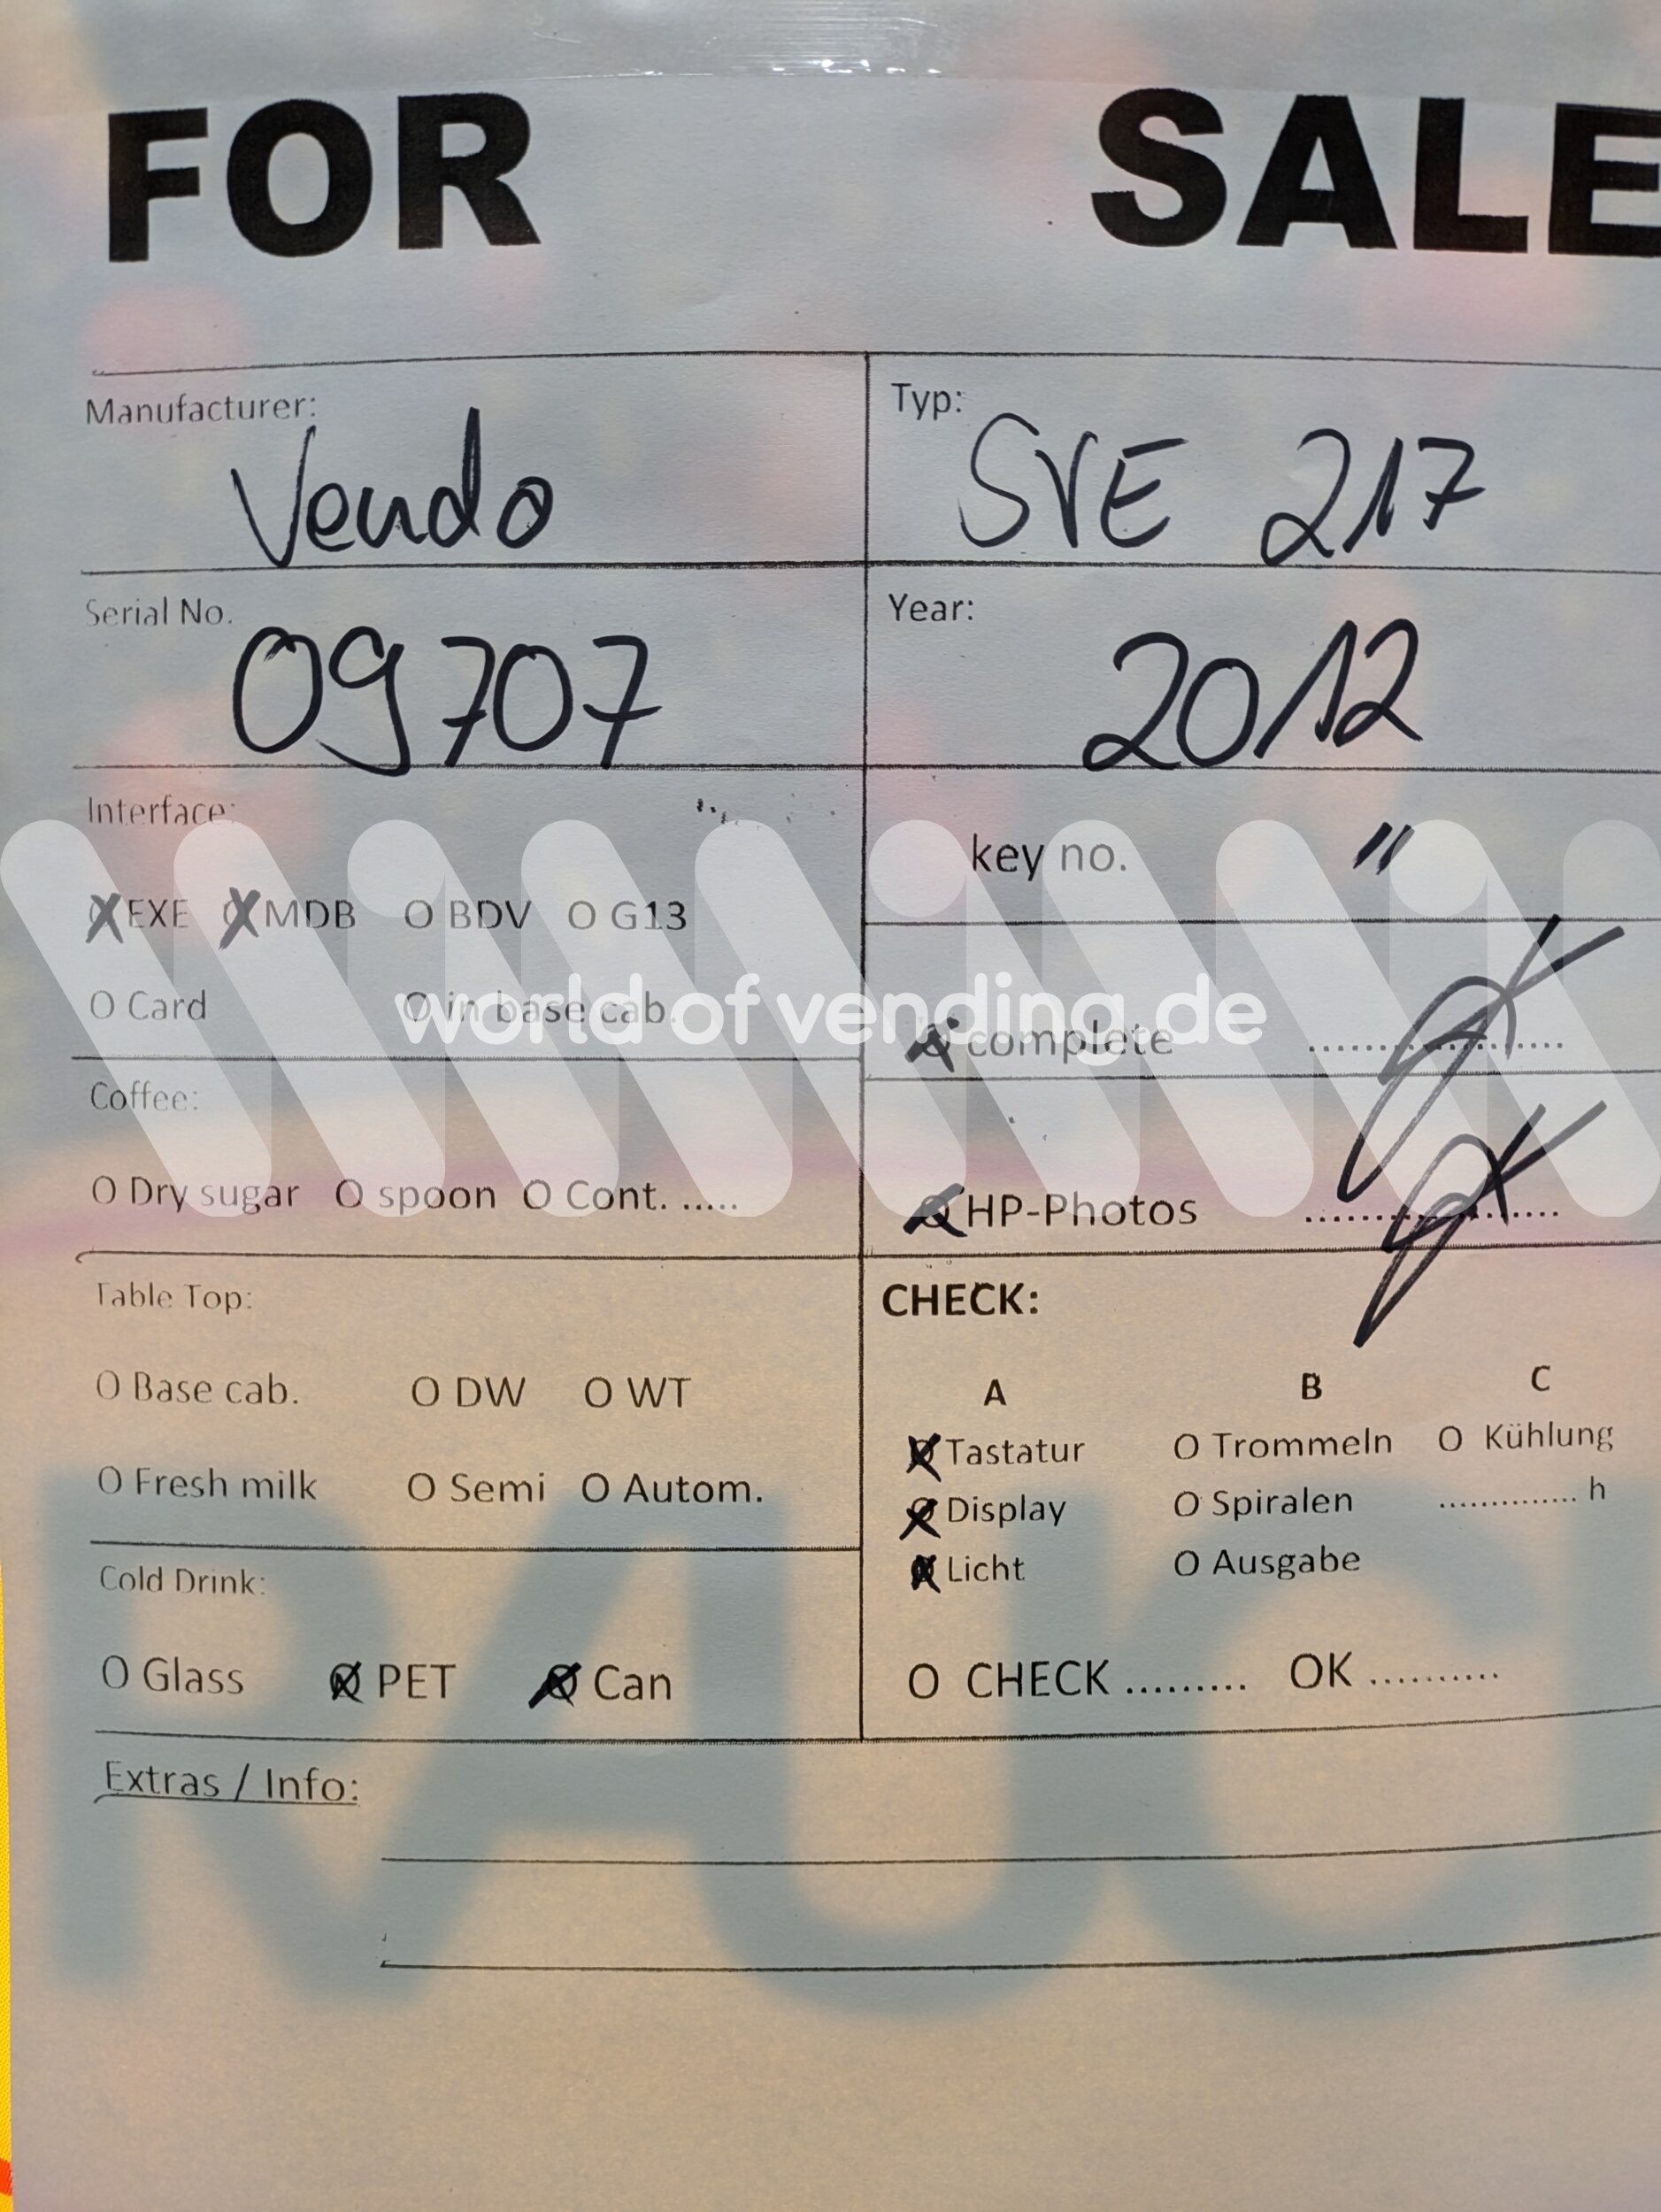 FOR SALE
Manufacturer: Typ:
Vendo SVE 217
Serial No. Year:
09707 2012
Interface:
key no. "
EXE MDB O BDV O G13
O Card O in base cab.
world of vending.de
complete ....................
Coffee:
O Dry sugar O spoon O Cont. .....
HP-Photos ....................
Table Top:
CHECK:
A B C
O Base cab. O DW O WT
Tastatur O Trommeln O Kühlung
O Fresh milk O Semi O Autom.
Display O Spiralen .............. h
Licht O Ausgabe
Cold Drink:
O Glass PET Can
O CHECK ......... OK ..........
Extras / Info: